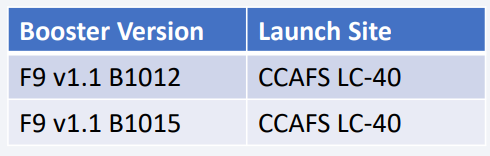 Booster Version Launch Site
F9 v1.1 B1012 CCAFS LC-40
F9 v1.1 B1015 CCAFS LC-40